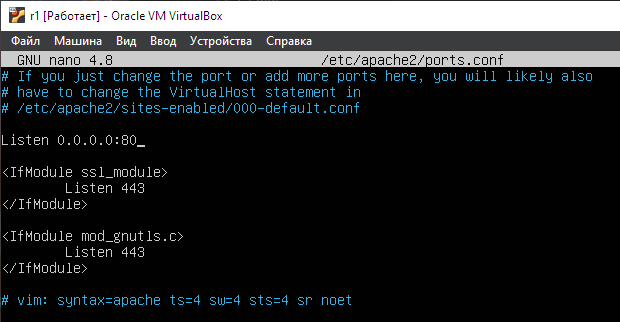 r1 [Работает] - Oracle VM VirtualBox
Файл Машина Вид Ввод Устройства Справка
GNU nano 4.8 /etc/apache2/ports.conf
# If you just change the port or add more ports here, you will likely also
# have to change the VirtualHost statement in
# /etc/apache2/sites-enabled/000-default.conf
Listen 0.0.0.0:80_
<IfModule ssl_module>
Listen 443
</IfModule>
<IfModule mod_gnutls.c>
Listen 443
</IfModule>
# vim: syntax=apache ts=4 sw=4 sts=4 sr noet